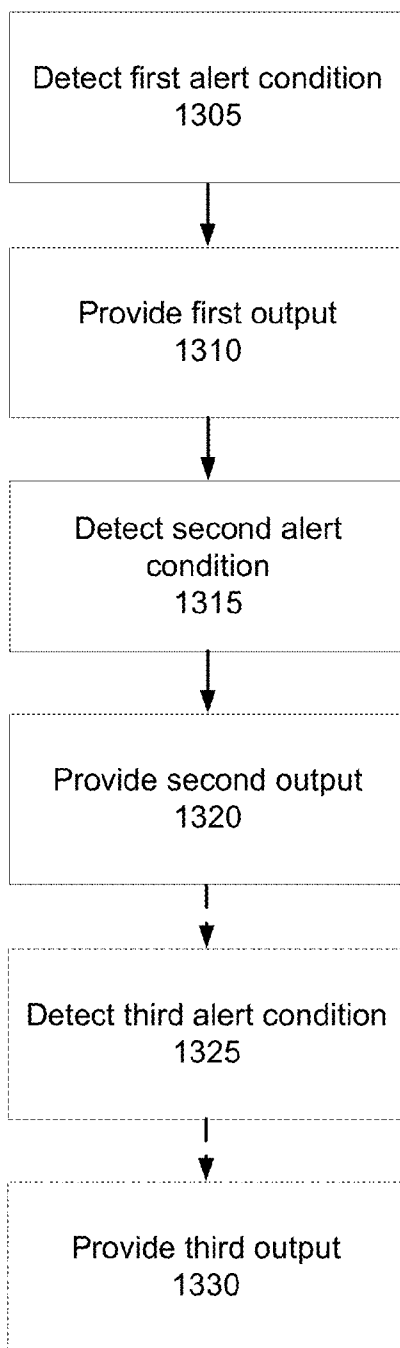 Detect first alert condition
1305
Provide first output
1310
Detect second alert
condition
1315
Provide second output
1320
Detect third alert condition
1325
Provide third output
1330